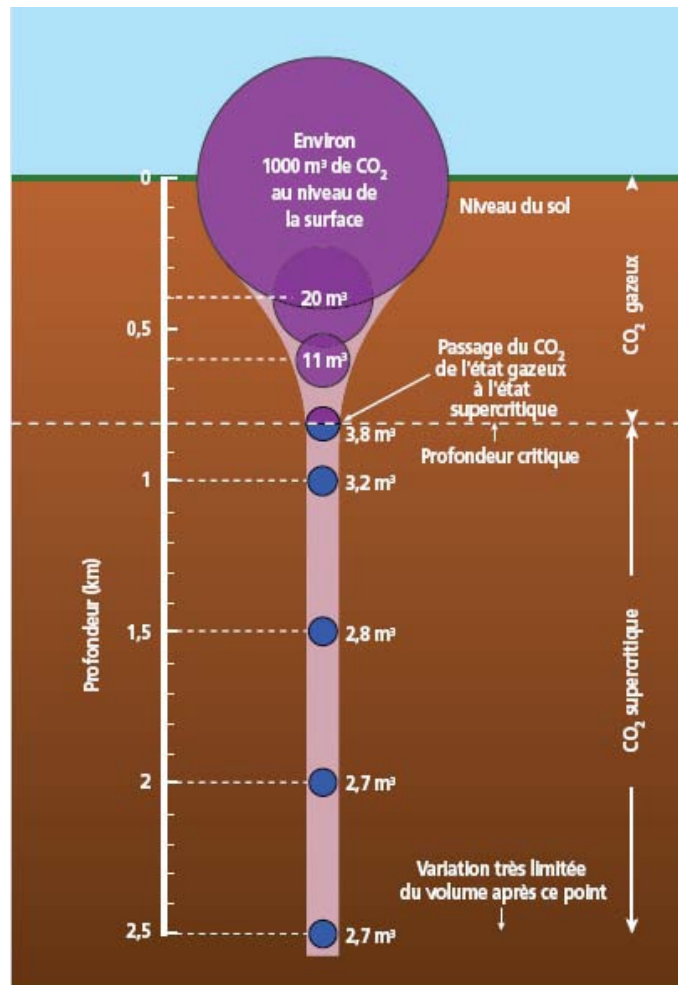 Environ
1000 m³ de CO₂
au niveau de
la surface
0
Niveau du sol
20 m³
0,5
CO₂ gazeux
11 m³
Passage du CO₂
de l'état gazeux
à l'état
supercritique
3,8 m³
Profondeur critique
1
3,2 m³
Profondeur (km)
1,5
2,8 m³
CO₂ supercritique
2
2,7 m³
Variation très limitée
du volume après ce point
2,5
2,7 m³